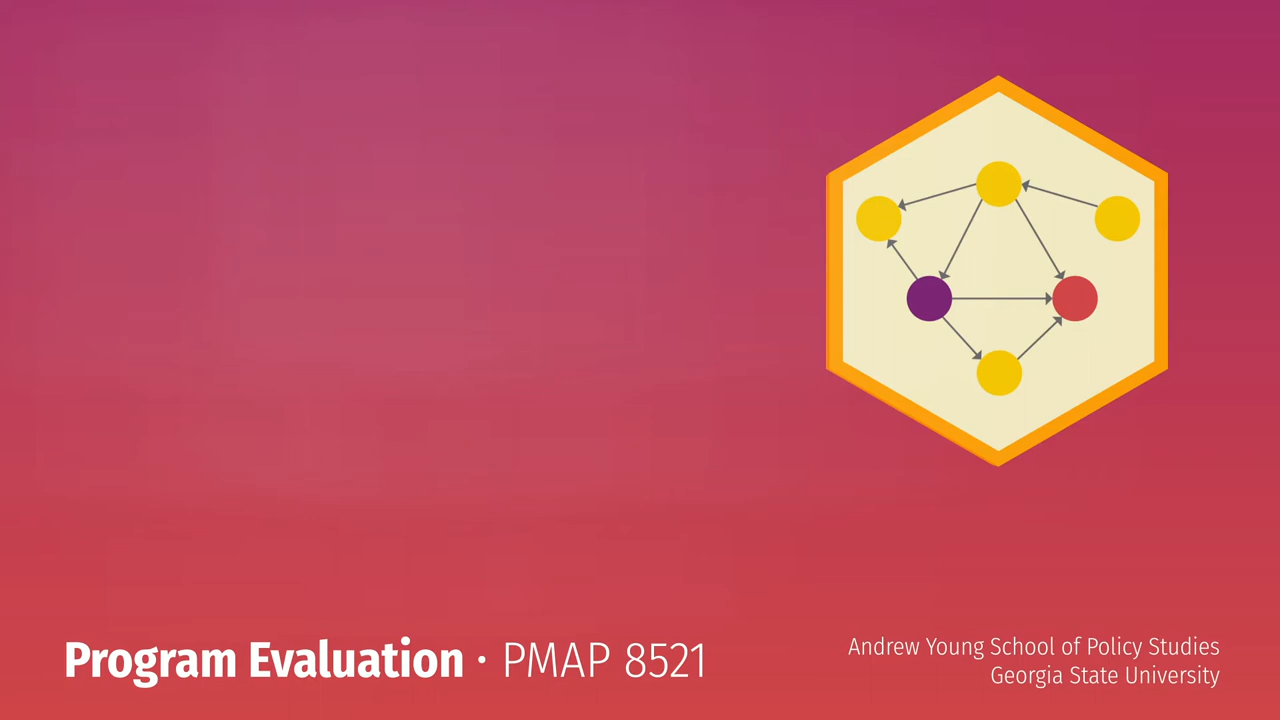 Program Evaluation · PMAP 8521
Andrew Young School of Policy Studies
Georgia State University